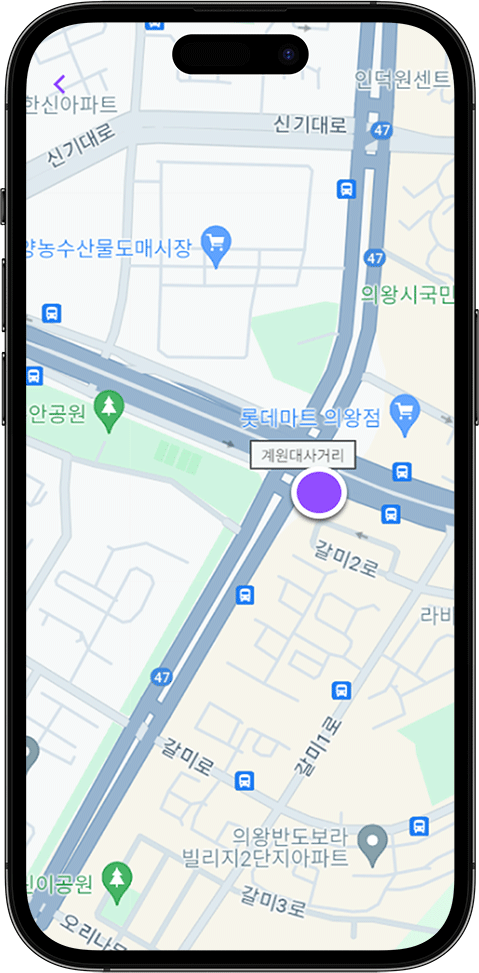 인덕원센트
한신아파트
신기대로
신기대로
47
양농수산물도매시장
47
의왕시국민
안공원
롯데마트 의왕점
계원대사거리
갈미2로
라비
47
갈미1로
갈미로
의왕반도보라
빌리지2단지아파트
신이공원
갈미3로
오리나